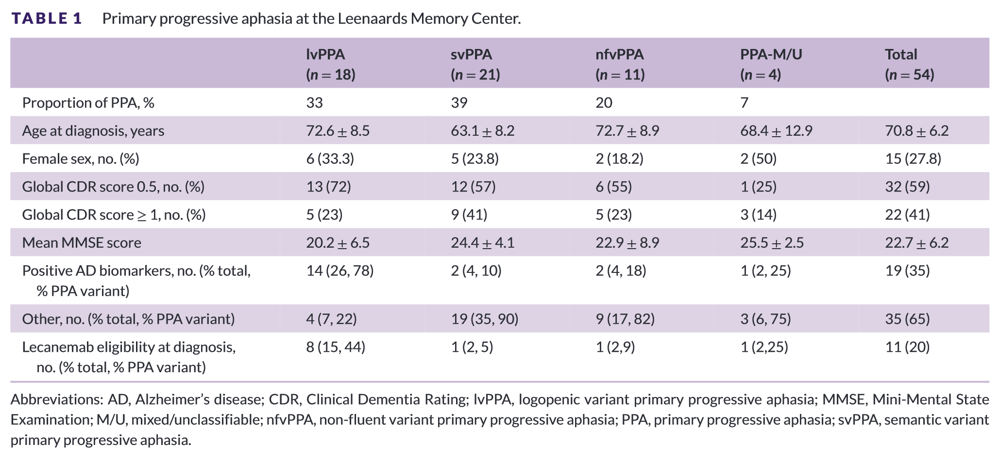 TABLE 1 Primary progressive aphasia at the Leenaards Memory Center.
lvPPA svPPA nfvPPA PPA-M/U Total
(n = 18) (n = 21) (n = 11) (n = 4) (n = 54)
Proportion of PPA, % 33 39 20 7
Age at diagnosis, years 72.6 ± 8.5 63.1 ± 8.2 72.7 ± 8.9 68.4 ± 12.9 70.8 ± 6.2
Female sex, no. (%) 6 (33.3) 5 (23.8) 2 (18.2) 2 (50) 15 (27.8)
Global CDR score 0.5, no. (%) 13 (72) 12 (57) 6 (55) 1 (25) 32 (59)
Global CDR score ≥ 1, no. (%) 5 (23) 9 (41) 5 (23) 3 (14) 22 (41)
Mean MMSE score 20.2 ± 6.5 24.4 ± 4.1 22.9 ± 8.9 25.5 ± 2.5 22.7 ± 6.2
Positive AD biomarkers, no. (% total, 14 (26, 78) 2 (4, 10) 2 (4, 18) 1 (2, 25) 19 (35)
% PPA variant)
Other, no. (% total, % PPA variant) 4 (7, 22) 19 (35, 90) 9 (17, 82) 3 (6, 75) 35 (65)
Lecanemab eligibility at diagnosis, 8 (15, 44) 1 (2, 5) 1 (2,9) 1 (2,25) 11 (20)
no. (% total, % PPA variant)
Abbreviations: AD, Alzheimer's disease; CDR, Clinical Dementia Rating; lvPPA, logopenic variant primary progressive aphasia; MMSE, Mini-Mental State
Examination; M/U, mixed/unclassifiable; nfvPPA, non-fluent variant primary progressive aphasia; PPA, primary progressive aphasia; svPPA, semantic variant
primary progressive aphasia.